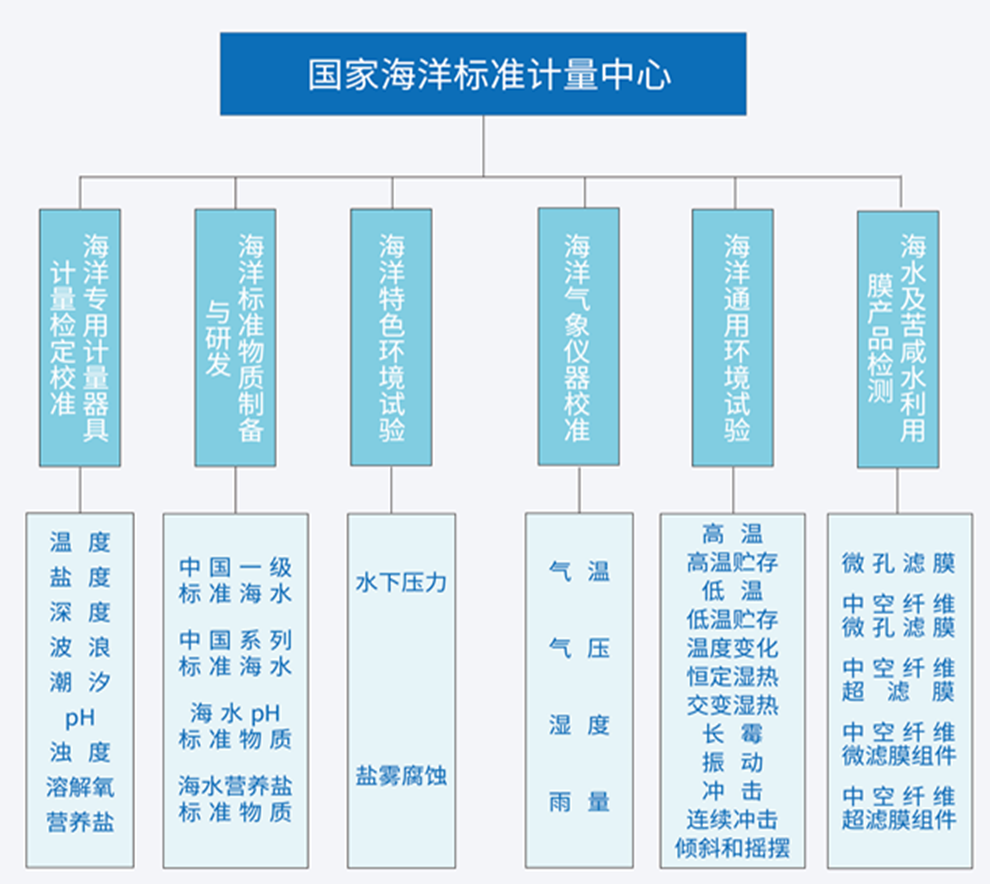 国家海洋标准计量中心
海洋专用计量器具
计量检定校准
海洋标准物质制备
与研发
海洋特色环境试验
海洋气象仪器校准
海洋通用环境试验
海水及苦咸水利用
膜产品检测
温度
盐度
深度
波浪
潮汐
pH
浊度
溶解氧
营养盐
中国一级
标准海水
中国系列
标准海水
海水pH
标准物质
海水营养盐
标准物质
水下压力
盐雾腐蚀
气温
气压
湿度
雨量
高温
高温贮存
低温
低温贮存
温度变化
恒定湿热
交变湿热
长霉
振动
冲击
连续冲击
倾斜和摇摆
微孔滤膜
中空纤维
微孔滤膜
中空纤维
超滤膜
中空纤维
微滤膜组件
中空纤维
超滤膜组件